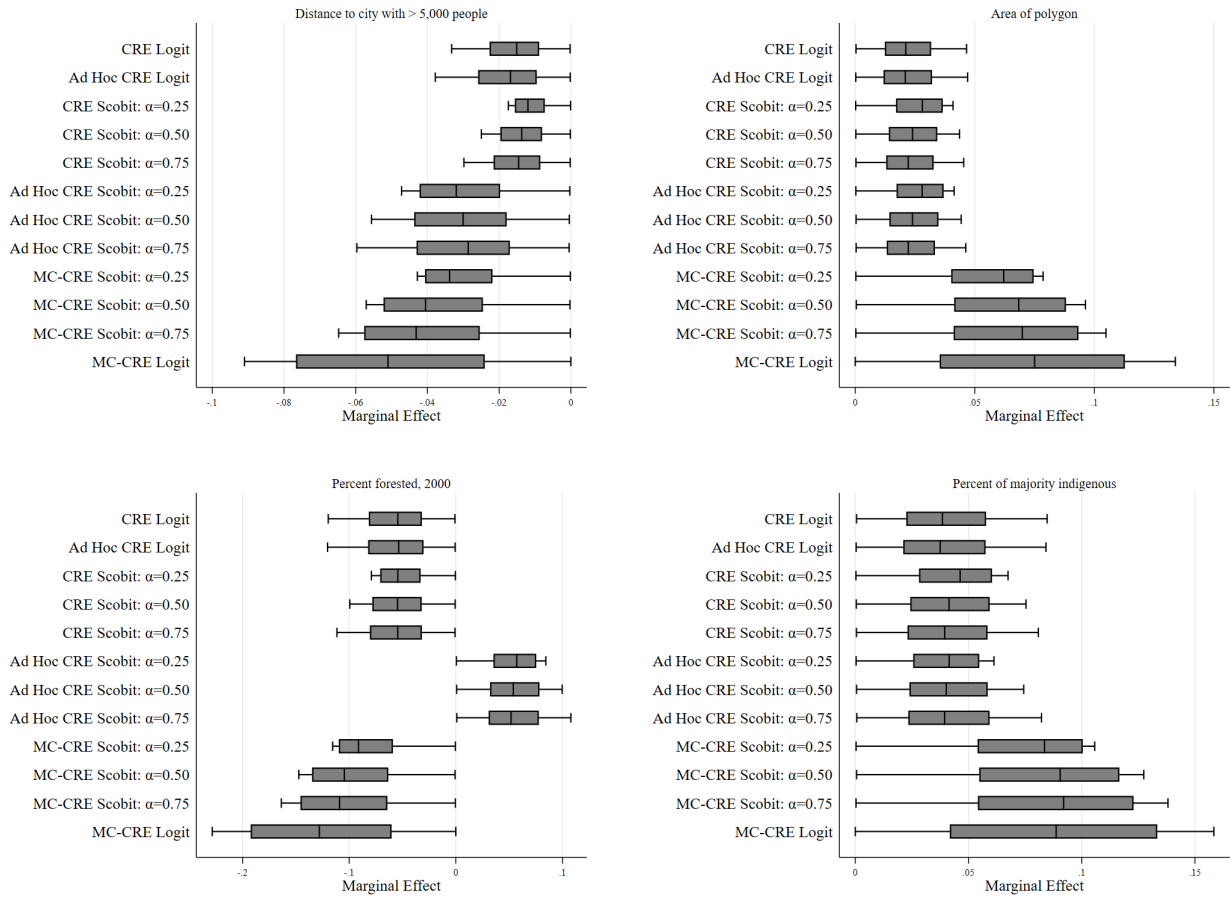 Distance to city with > 5,000 people
CRE Logit
Ad Hoc CRE Logit
CRE Scobit: α=0.25
CRE Scobit: α=0.50
CRE Scobit: α=0.75
Ad Hoc CRE Scobit: α=0.25
Ad Hoc CRE Scobit: α=0.50
Ad Hoc CRE Scobit: α=0.75
MC-CRE Scobit: α=0.25
MC-CRE Scobit: α=0.50
MC-CRE Scobit: α=0.75
MC-CRE Logit
-.1 -.08 -.06 -.04 -.02 0
Marginal Effect
Area of polygon
CRE Logit
Ad Hoc CRE Logit
CRE Scobit: α=0.25
CRE Scobit: α=0.50
CRE Scobit: α=0.75
Ad Hoc CRE Scobit: α=0.25
Ad Hoc CRE Scobit: α=0.50
Ad Hoc CRE Scobit: α=0.75
MC-CRE Scobit: α=0.25
MC-CRE Scobit: α=0.50
MC-CRE Scobit: α=0.75
MC-CRE Logit
0 .05 .1 .15
Marginal Effect
Percent forested, 2000
CRE Logit
Ad Hoc CRE Logit
CRE Scobit: α=0.25
CRE Scobit: α=0.50
CRE Scobit: α=0.75
Ad Hoc CRE Scobit: α=0.25
Ad Hoc CRE Scobit: α=0.50
Ad Hoc CRE Scobit: α=0.75
MC-CRE Scobit: α=0.25
MC-CRE Scobit: α=0.50
MC-CRE Scobit: α=0.75
MC-CRE Logit
-.2 -.1 0 .1
Marginal Effect
Percent of majority indigenous
CRE Logit
Ad Hoc CRE Logit
CRE Scobit: α=0.25
CRE Scobit: α=0.50
CRE Scobit: α=0.75
Ad Hoc CRE Scobit: α=0.25
Ad Hoc CRE Scobit: α=0.50
Ad Hoc CRE Scobit: α=0.75
MC-CRE Scobit: α=0.25
MC-CRE Scobit: α=0.50
MC-CRE Scobit: α=0.75
MC-CRE Logit
0 .05 .1 .15
Marginal Effect